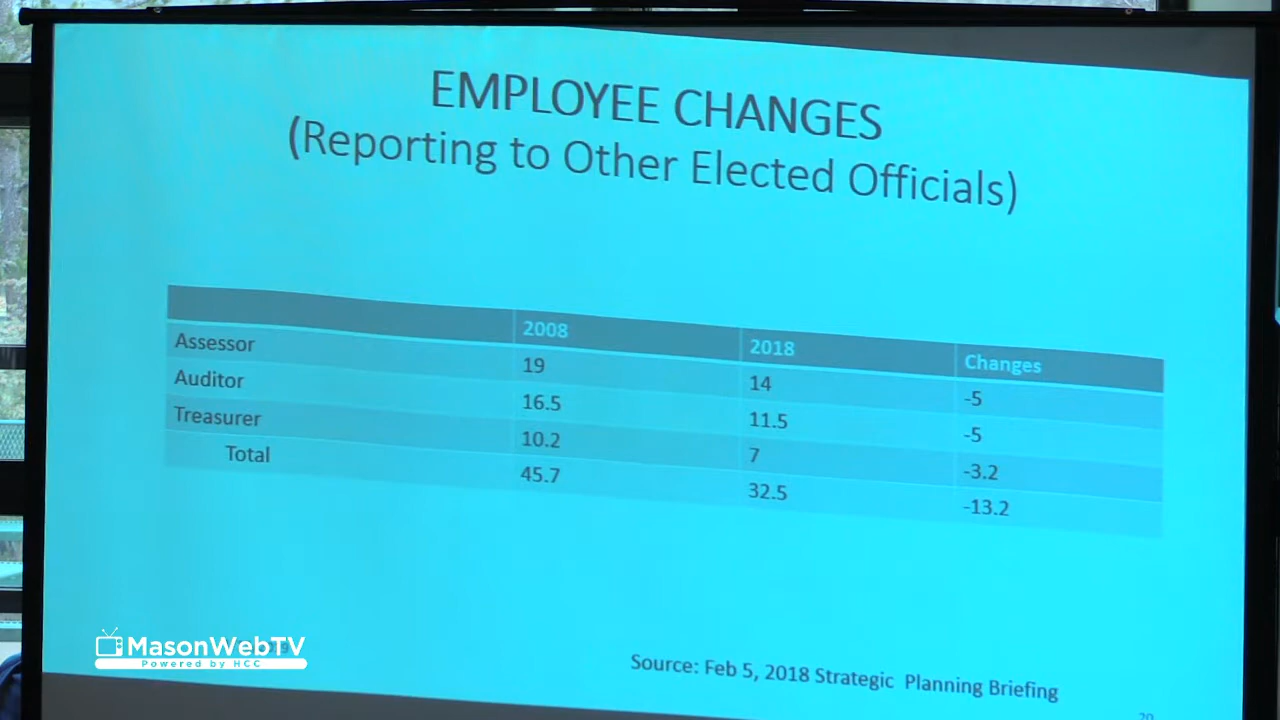 EMPLOYEE CHANGES
(Reporting to Other Elected Officials)
2008 2018 Changes
Assessor 19 14 -5
Auditor 16.5 11.5 -5
Treasurer 10.2 7 -3.2
Total 45.7 32.5 -13.2
MasonWebTV
Powered by HCC
Source: Feb 5, 2018 Strategic Planning Briefing
20